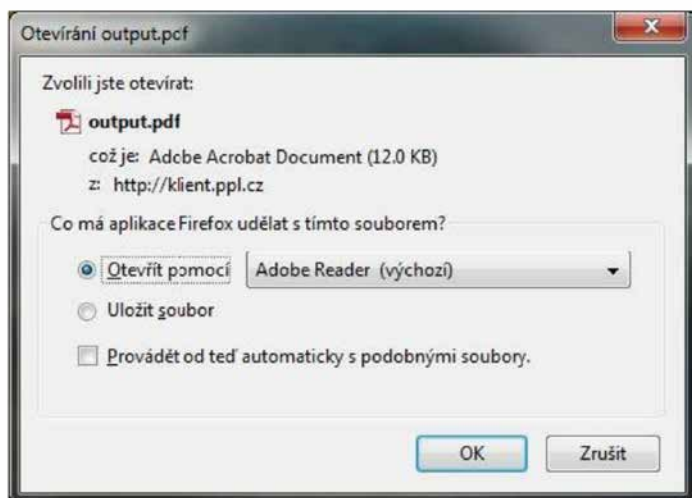 Otevírání output.pdf
Zvolili jste otevírat:
output.pdf
což je: Adobe Acrobat Document (12.0 KB)
z: http://klient.ppl.cz
Co má aplikace Firefox udělat s tímto souborem?
Otevřít pomocí Adobe Reader (výchozí)
Uložit soubor
Provádět od teď automaticky s podobnými soubory.
OK Zrušit